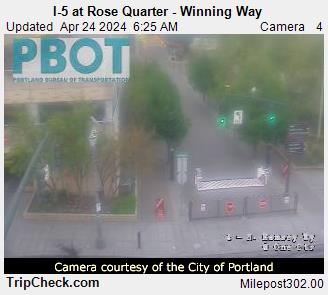 I-5 at Rose Quarter - Winning Way
Updated Apr 24 2024 6:25 AM Camera 4
PBOT
PORTLAND BUREAU OF TRANSPORTATION
Camera courtesy of the City of Portland
TripCheck.com Milepost302.00